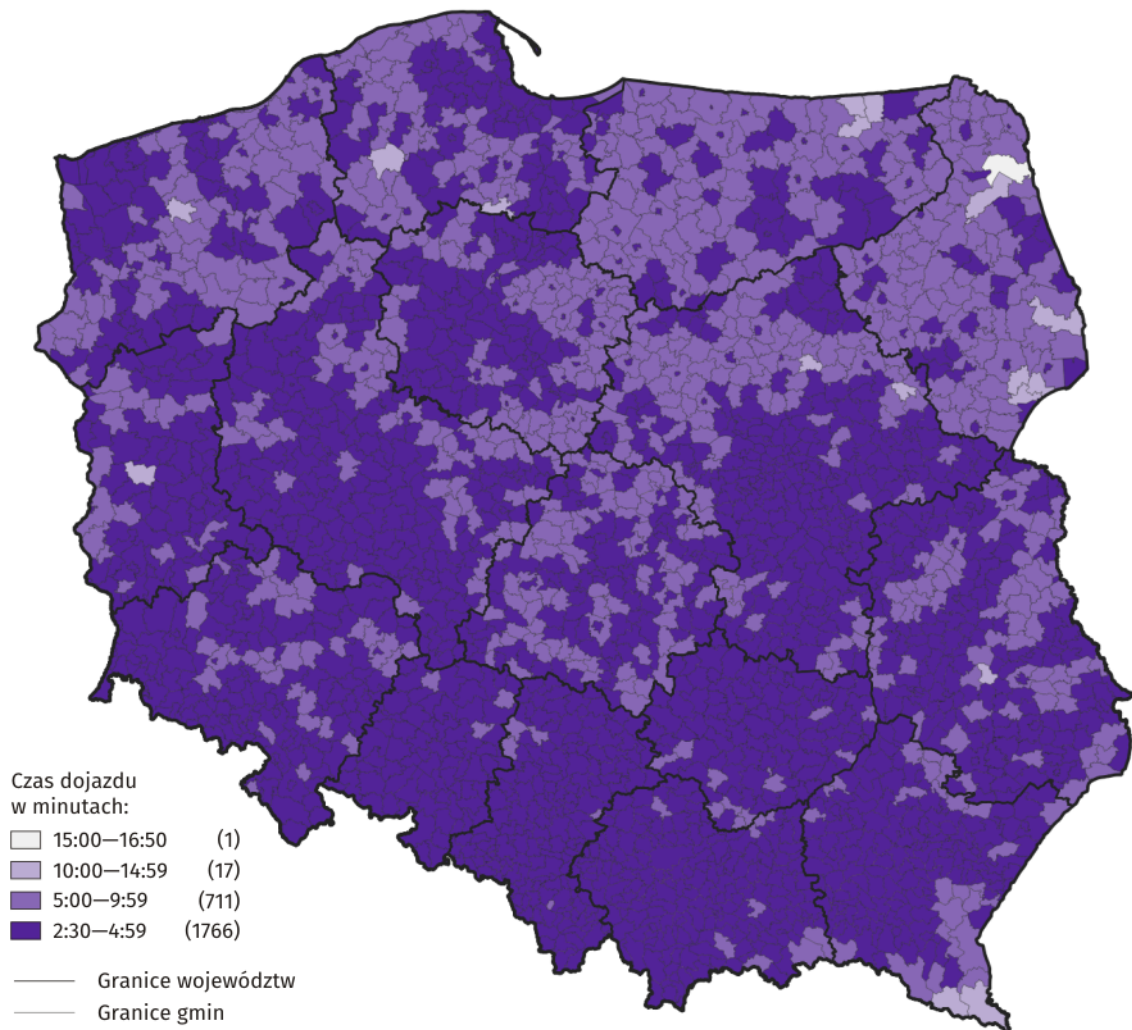 Czas dojazdu
w minutach:
15:00—16:50 (1)
10:00—14:59 (17)
5:00—9:59 (711)
2:30—4:59 (1766)
Granice województw
Granice gmin